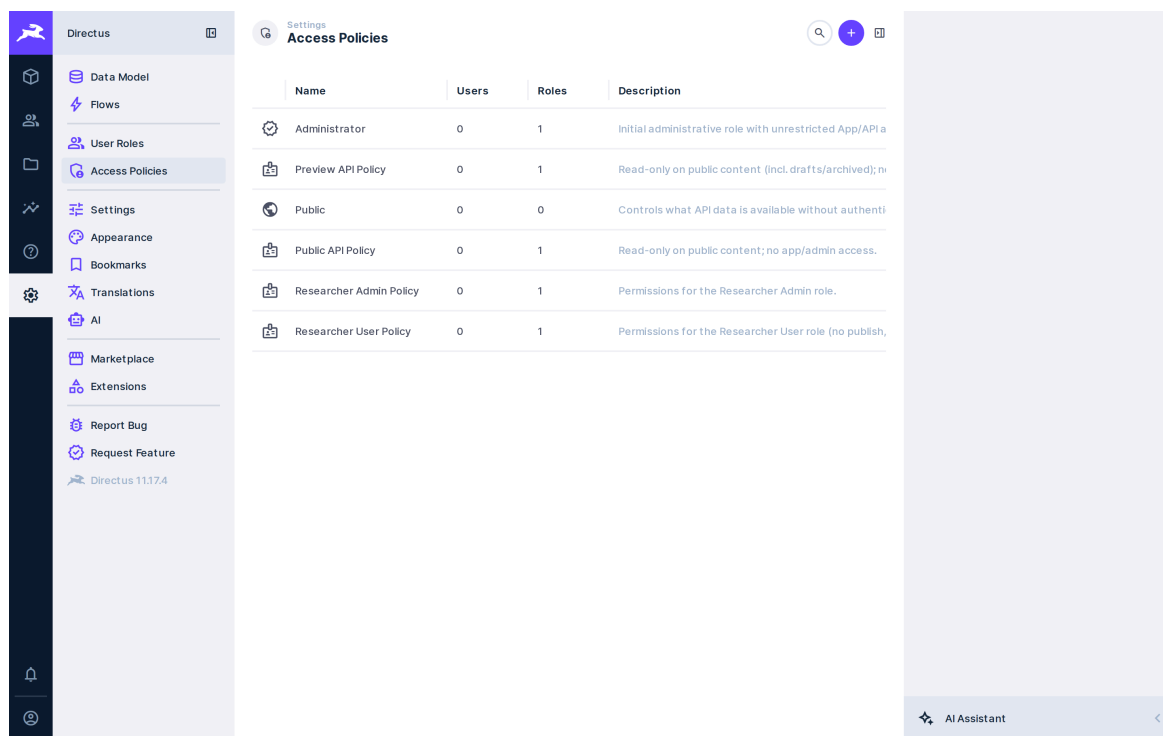 Directus
Data Model
Flows
User Roles
Access Policies
Settings
Appearance
Bookmarks
Translations
AI
Marketplace
Extensions
Report Bug
Request Feature
Directus 11.17.4
Settings
Access Policies
Name Users Roles Description
Administrator 0 1 Initial administrative role with unrestricted App/API a
Preview API Policy 0 1 Read-only on public content (incl. drafts/archived); n
Public 0 0 Controls what API data is available without authenti
Public API Policy 0 1 Read-only on public content; no app/admin access.
Researcher Admin Policy 0 1 Permissions for the Researcher Admin role.
Researcher User Policy 0 1 Permissions for the Researcher User role (no publish,
AI Assistant